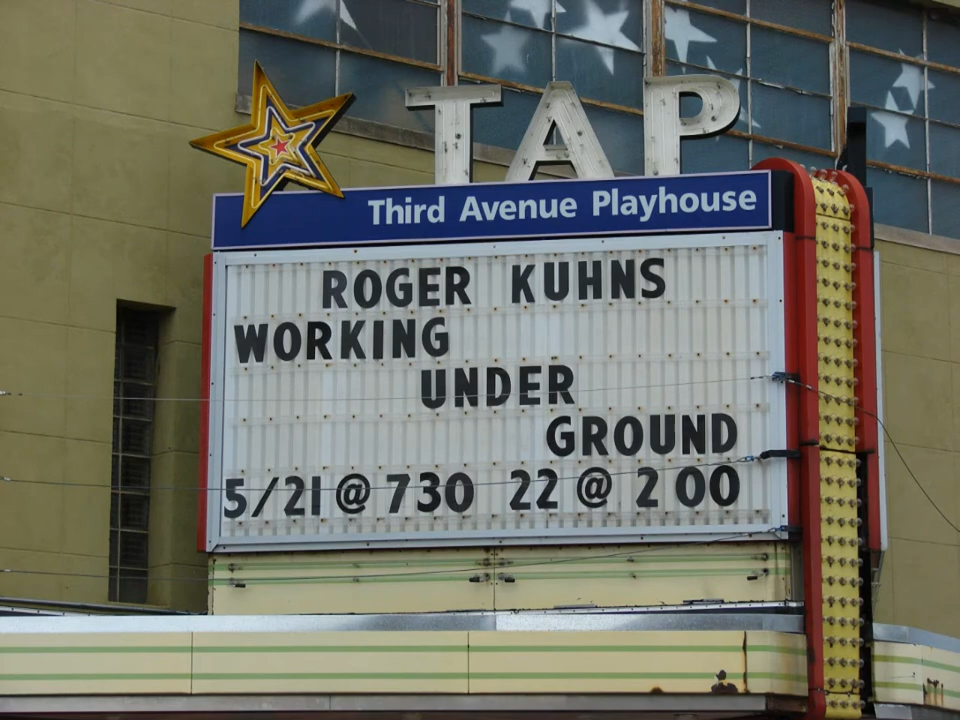 TAP
Third Avenue Playhouse
ROGER KUHNS
WORKING
UNDER
GROUND
5/21@730 22@200